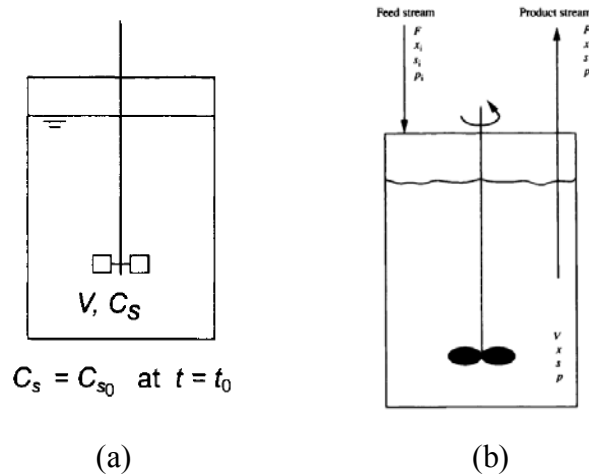 V, C_S
C_s = C_s0 at t = t_0
(a)
Feed stream
F
x_i
s_i
p_i
Product stream
F
x
s
p
V
x
s
p
(b)